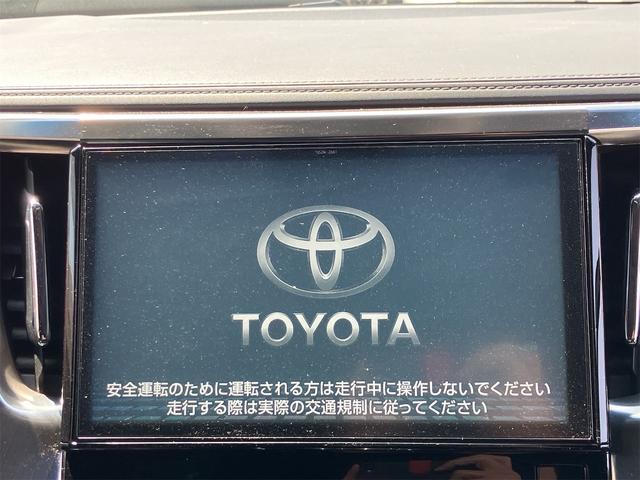 TOYOTA
安全運転のために運転される方は走行中に操作しないでください
走行する際は実際の交通規制に従ってください